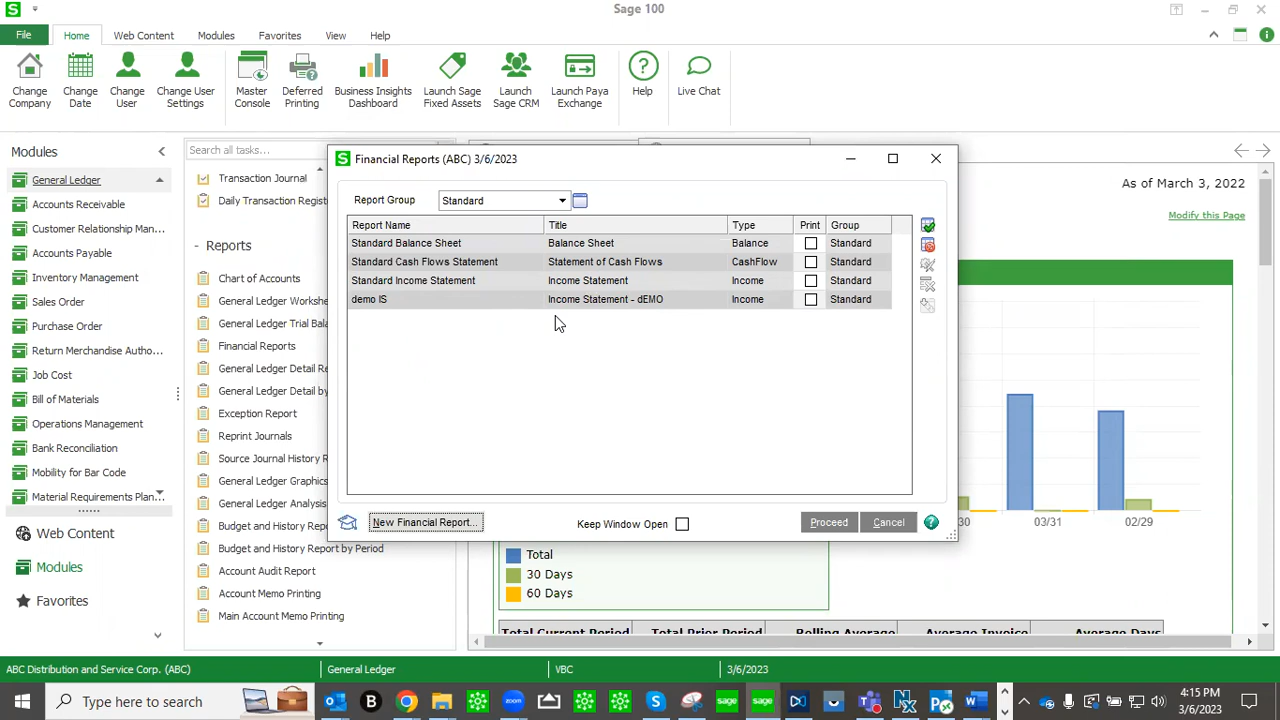 S
Sage 100
File
Home
Web Content
Modules
Favorites
View
Help
Change Company
Change Date
Change User
Change User Settings
Master Console
Deferred Printing
Business Insights Dashboard
Launch Sage Fixed Assets
Launch Sage CRM
Launch Paya Exchange
Help
Live Chat
Modules
General Ledger
Accounts Receivable
Customer Relationship Man...
Accounts Payable
Inventory Management
Sales Order
Purchase Order
Return Merchandise Autho...
Job Cost
Bill of Materials
Operations Management
Bank Reconciliation
Mobility for Bar Code
Material Requirements Plan...
Web Content
Modules
Favorites
Search all tasks...
Transaction Journal
Daily Transaction Regist
Reports
Chart of Accounts
General Ledger Workshe
General Ledger Trial Bala
Financial Reports
General Ledger Detail Re
General Ledger Detail by
Exception Report
Reprint Journals
Source Journal History R
General Ledger Graphics
General Ledger Analysis
Budget and History Repo
Budget and History Report by Period
Account Audit Report
Account Memo Printing
Main Account Memo Printing
S Financial Reports (ABC) 3/6/2023
Report Group Standard
Report Name Title Type Print Group
Standard Balance Sheet Balance Sheet Balance Standard
Standard Cash Flows Statement Statement of Cash Flows CashFlow Standard
Standard Income Statement Income Statement Income Standard
demo IS Income Statement - dEMO Income Standard
New Financial Report...
Keep Window Open
Proceed
Cancel
As of March 3, 2022
Modify this Page
30 03/31 02/29
Total
30 Days
60 Days
Total Current Period Total Prior Period Rolling Average Average Invoice Average Days
ABC Distribution and Service Corp. (ABC) General Ledger VBC 3/6/2023
Type here to search
4:15 PM
3/6/2023